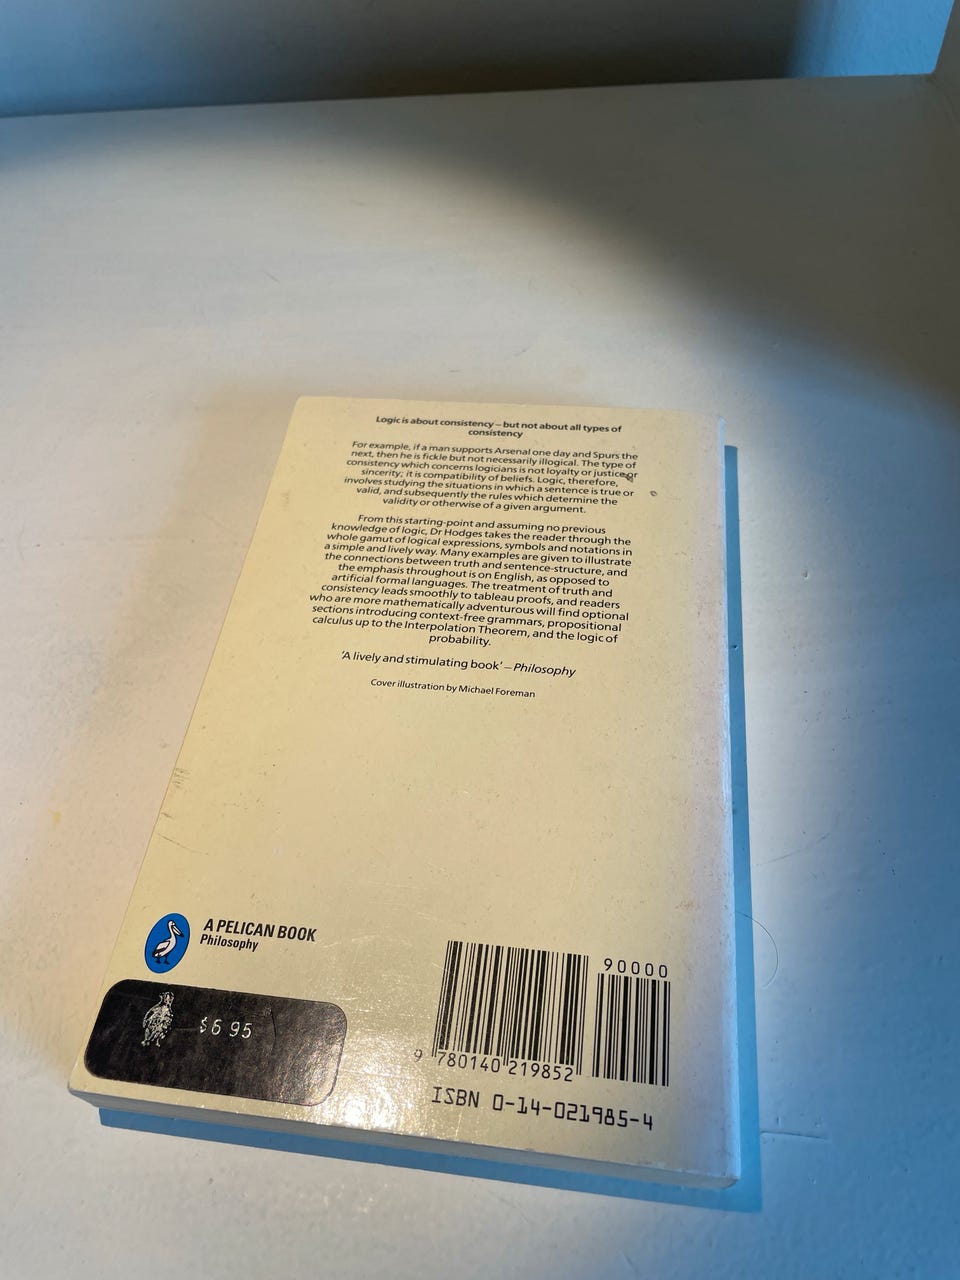 Logic is about consistency – but not about all types of
consistency
For example, if a man supports Arsenal one day and Spurs the
next, then he is fickle but not necessarily illogical. The type of
consistency which concerns logicians is not loyalty or justice or
sincerity; it is compatibility of beliefs. Logic, therefore,
involves studying the situations in which a sentence is true or
valid, and subsequently the rules which determine the
validity or otherwise of a given argument.
From this starting-point and assuming no previous
knowledge of logic, Dr Hodges takes the reader through the
whole gamut of logical expressions, symbols and notations in
a simple and lively way. Many examples are given to illustrate
the connections between truth and sentence-structure, and
the emphasis throughout is on English, as opposed to
artificial formal languages. The treatment of truth and
consistency leads smoothly to tableau proofs, and readers
who are more mathematically adventurous will find optional
sections introducing context-free grammars, propositional
calculus up to the Interpolation Theorem, and the logic of
probability.
'A lively and stimulating book' – Philosophy
Cover illustration by Michael Foreman
A PELICAN BOOK
Philosophy
$6 95
90000
9 780140 219852
ISBN 0-14-021985-4